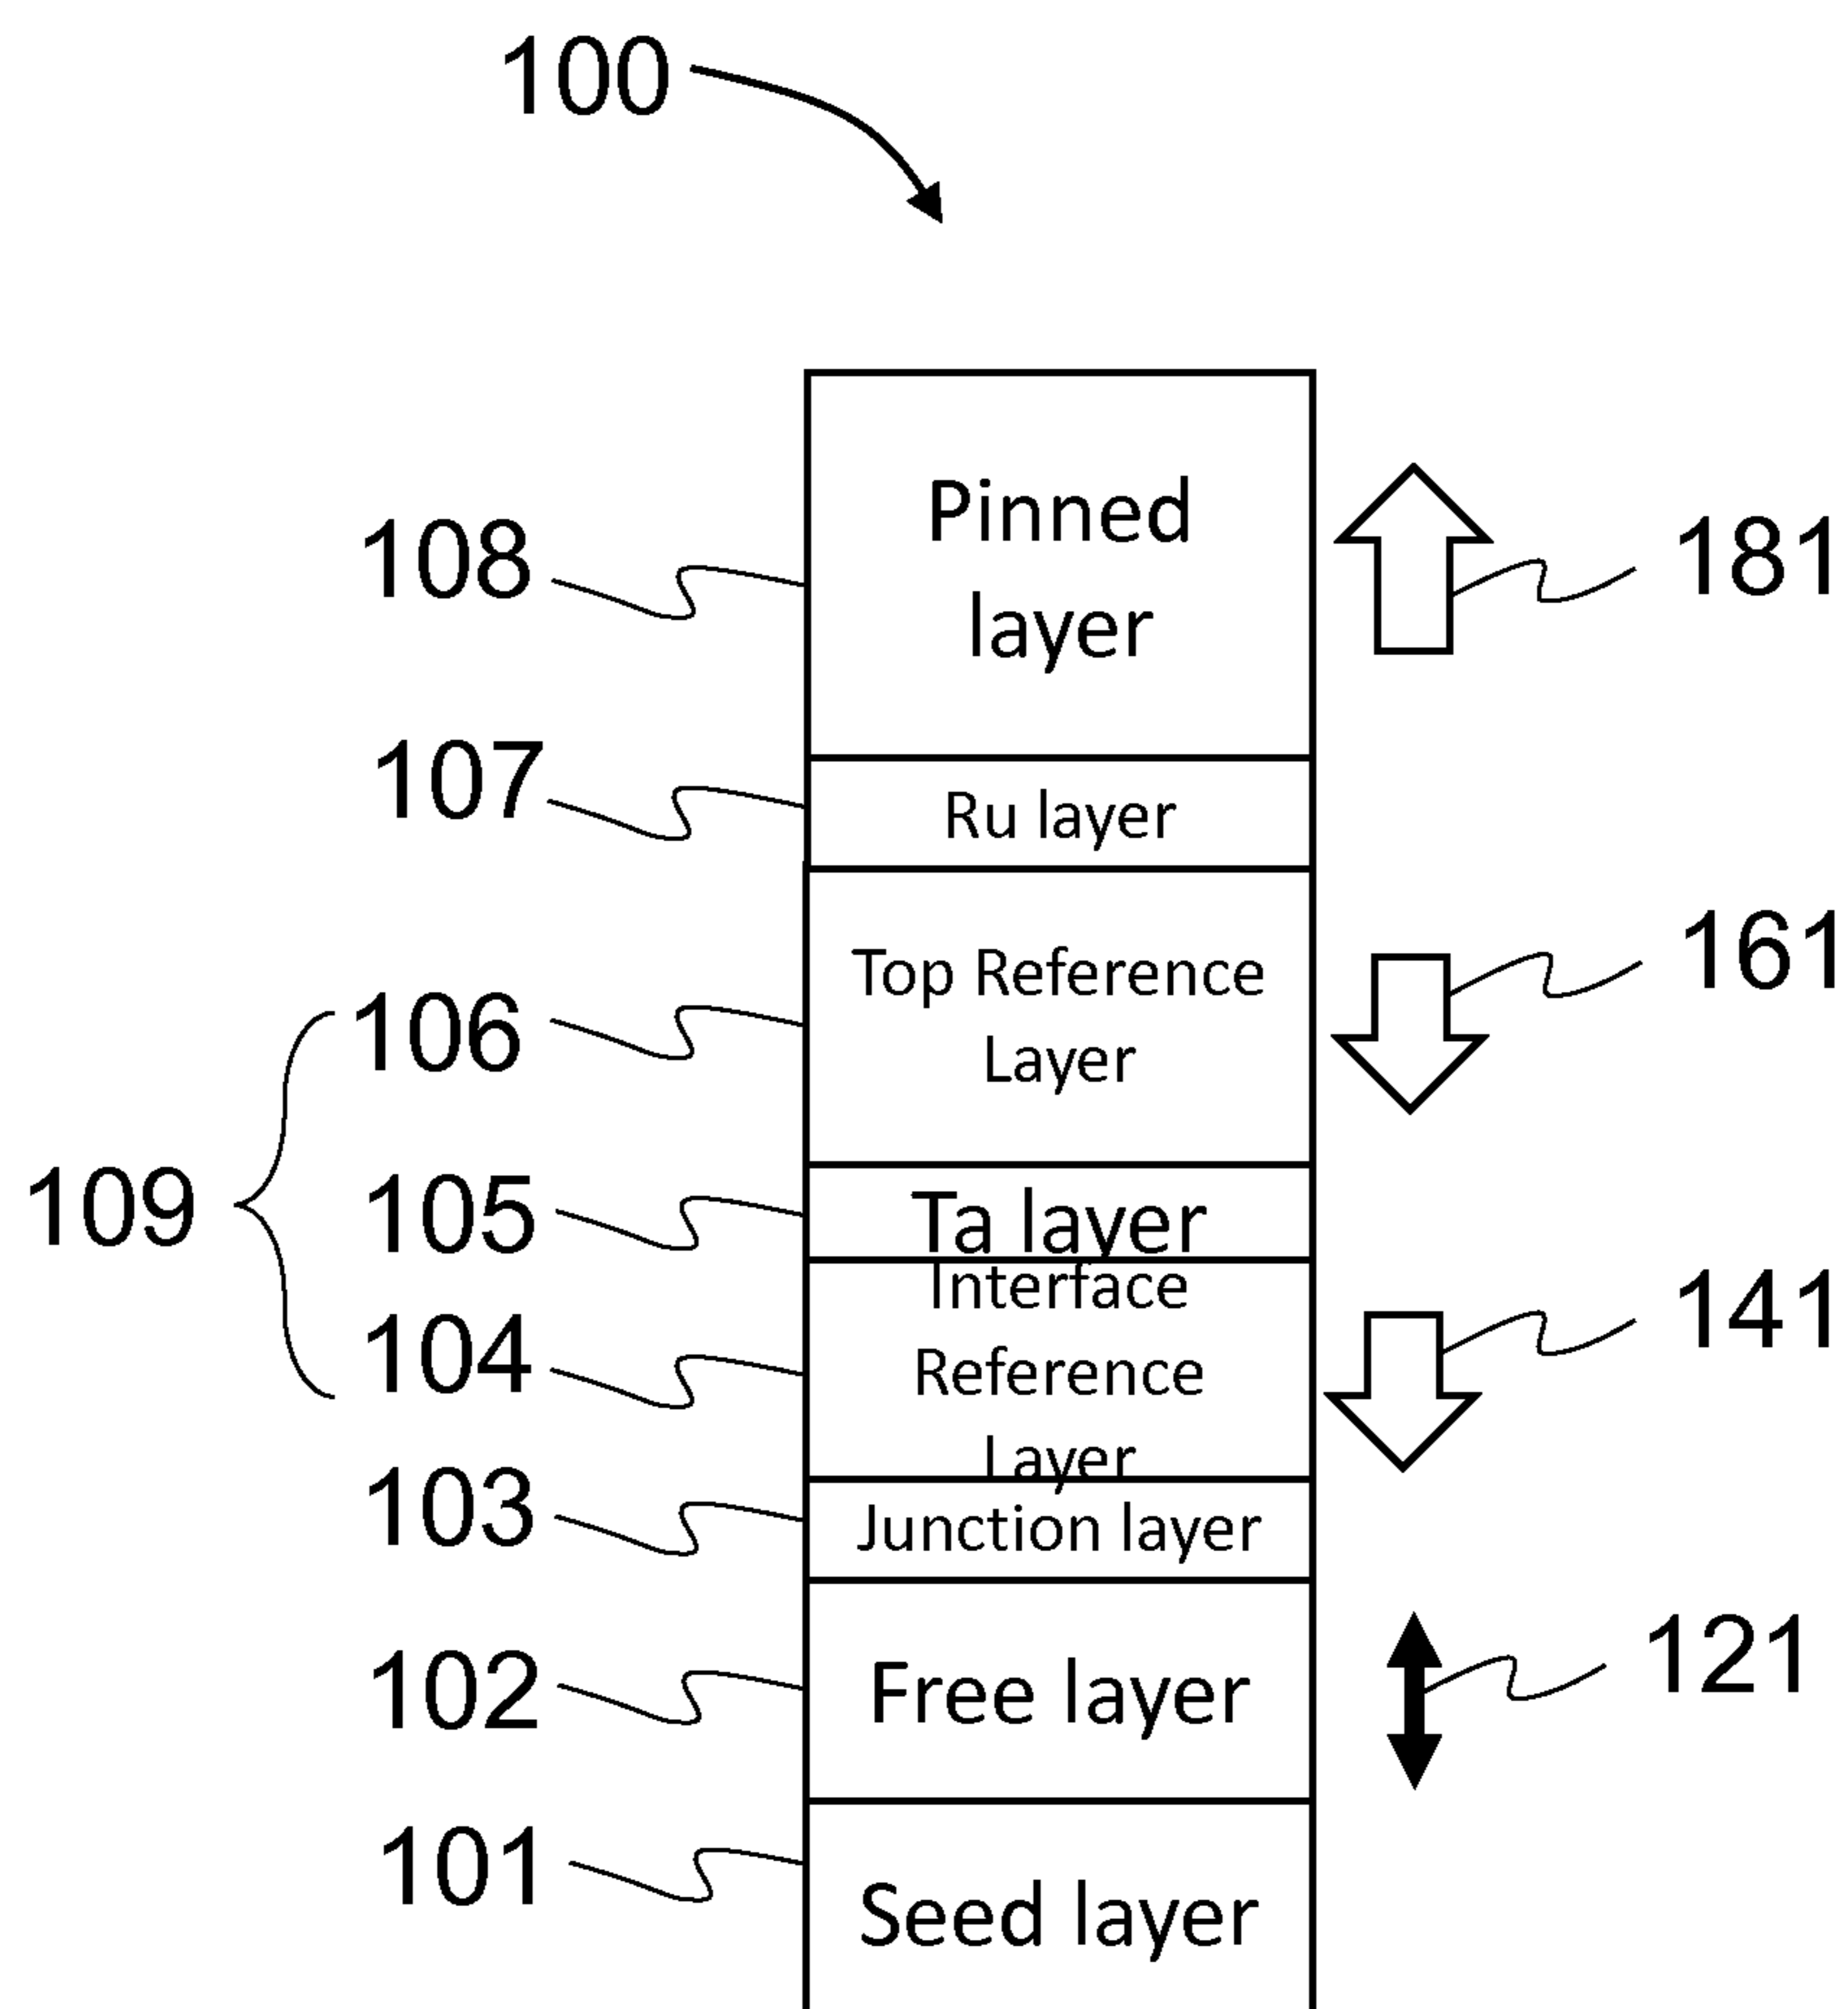 100
Pinned
layer
108
181
107
Ru layer
Top Reference
Layer
161
106
109
105
Ta layer
Interface
Reference
Layer
104
141
103
Junction layer
102
Free layer
121
101
Seed layer